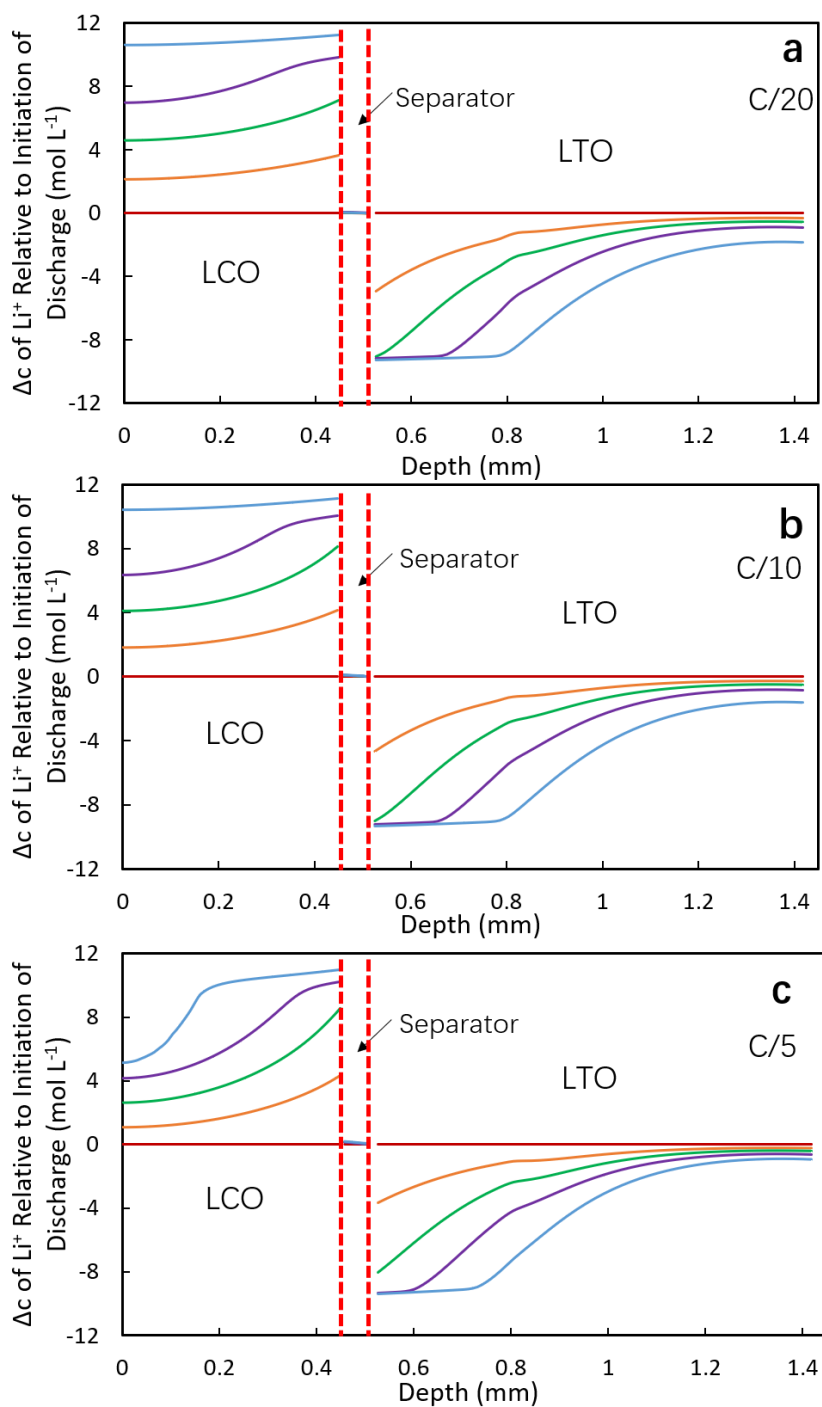 Δc of Li⁺ Relative to Initiation of
Discharge (mol L⁻¹)
12
8
4
0
-4
-8
-12
a
C/20
Separator
LTO
LCO
0
0.2
0.4
0.6
0.8
1
1.2
1.4
Depth (mm)
Δc of Li⁺ Relative to Initiation of
Discharge (mol L⁻¹)
12
8
4
0
-4
-8
-12
b
C/10
Separator
LTO
LCO
0
0.2
0.4
0.6
0.8
1
1.2
1.4
Depth (mm)
Δc of Li⁺ Relative to Initiation of
Discharge (mol L⁻¹)
12
8
4
0
-4
-8
-12
c
C/5
Separator
LTO
LCO
0
0.2
0.4
0.6
0.8
1
1.2
1.4
Depth (mm)